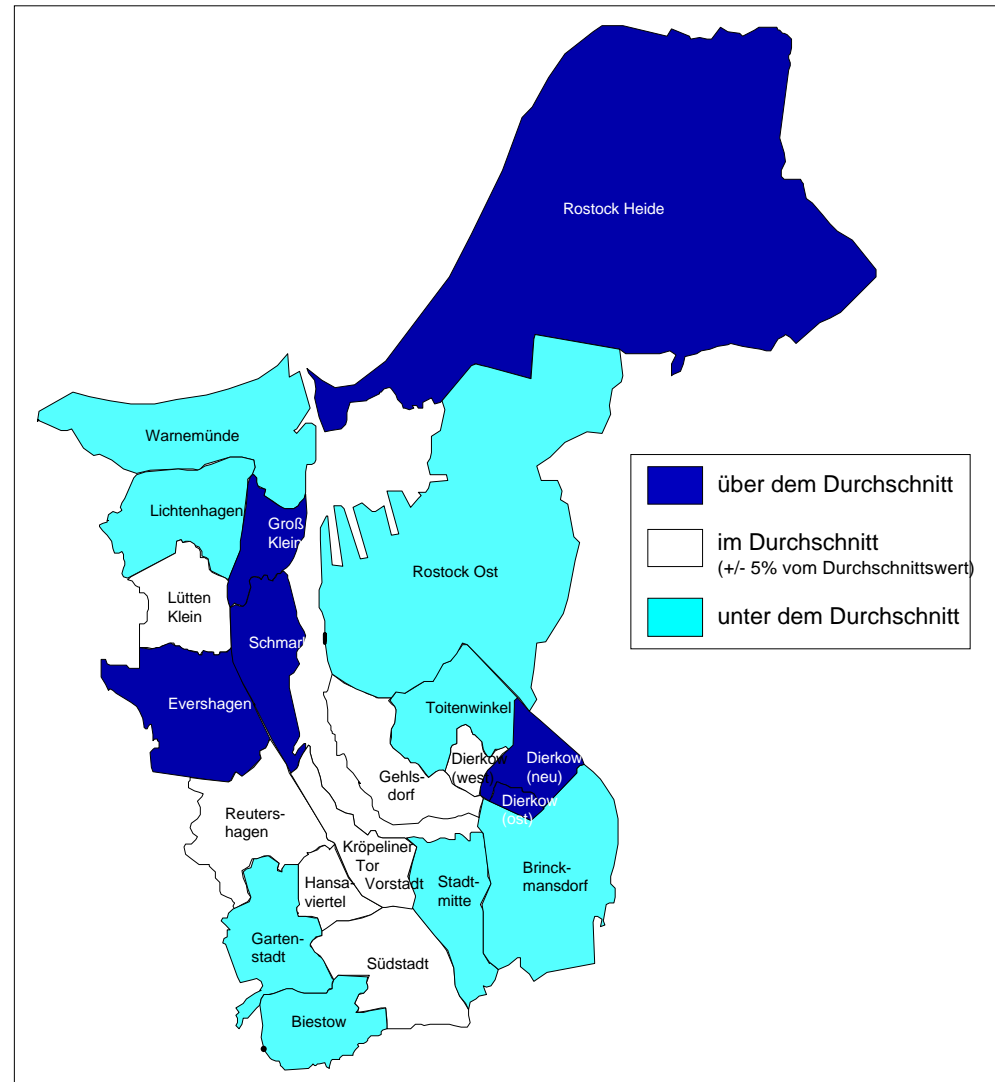 Rostock Heide
Warnemünde
Lichtenhagen
Groß
Klein
Rostock Ost
Lütten
Klein
Schmarl
Evershagen
Toitenwinkel
Dierkow
(west)
Dierkow
(neu)
Dierkow
(ost)
Gehls-
dorf
Reuters-
hagen
Kröpeliner
Tor
Vorstadt
Hansa-
viertel
Stadt-
mitte
Brinck-
mansdorf
Garten-
stadt
Südstadt
Biestow
über dem Durchschnitt
im Durchschnitt
(+/- 5% vom Durchschnittswert)
unter dem Durchschnitt